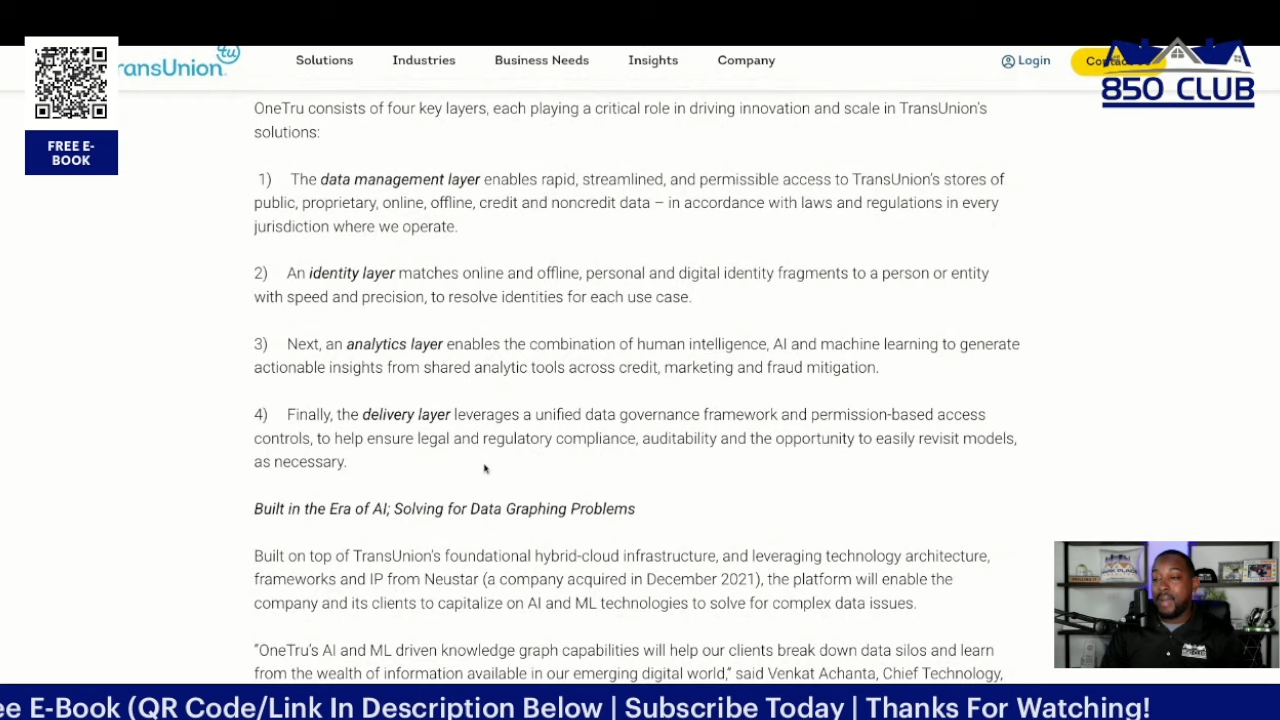 tu
ransUnion
Solutions
Industries
Business Needs
Insights
Company
Login
Cont
850 CLUB
FREE E-
BOOK
OneTru consists of four key layers, each playing a critical role in driving innovation and scale in TransUnion's
solutions:
1) The data management layer enables rapid, streamlined, and permissible access to TransUnion's stores of
public, proprietary, online, offline, credit and noncredit data – in accordance with laws and regulations in every
jurisdiction where we operate.
2) An identity layer matches online and offline, personal and digital identity fragments to a person or entity
with speed and precision, to resolve identities for each use case.
3) Next, an analytics layer enables the combination of human intelligence, AI and machine learning to generate
actionable insights from shared analytic tools across credit, marketing and fraud mitigation.
4) Finally, the delivery layer leverages a unified data governance framework and permission-based access
controls, to help ensure legal and regulatory compliance, auditability and the opportunity to easily revisit models,
as necessary.
Built in the Era of AI; Solving for Data Graphing Problems
Built on top of TransUnion's foundational hybrid-cloud infrastructure, and leveraging technology architecture,
frameworks and IP from Neustar (a company acquired in December 2021), the platform will enable the
company and its clients to capitalize on AI and ML technologies to solve for complex data issues.
“OneTru's AI and ML driven knowledge graph capabilities will help our clients break down data silos and learn
from the wealth of information available in our emerging digital world,” said Venkat Achanta, Chief Technology,
ee E-Book (QR Code/Link In Description Below | Subscribe Today | Thanks For Watching!